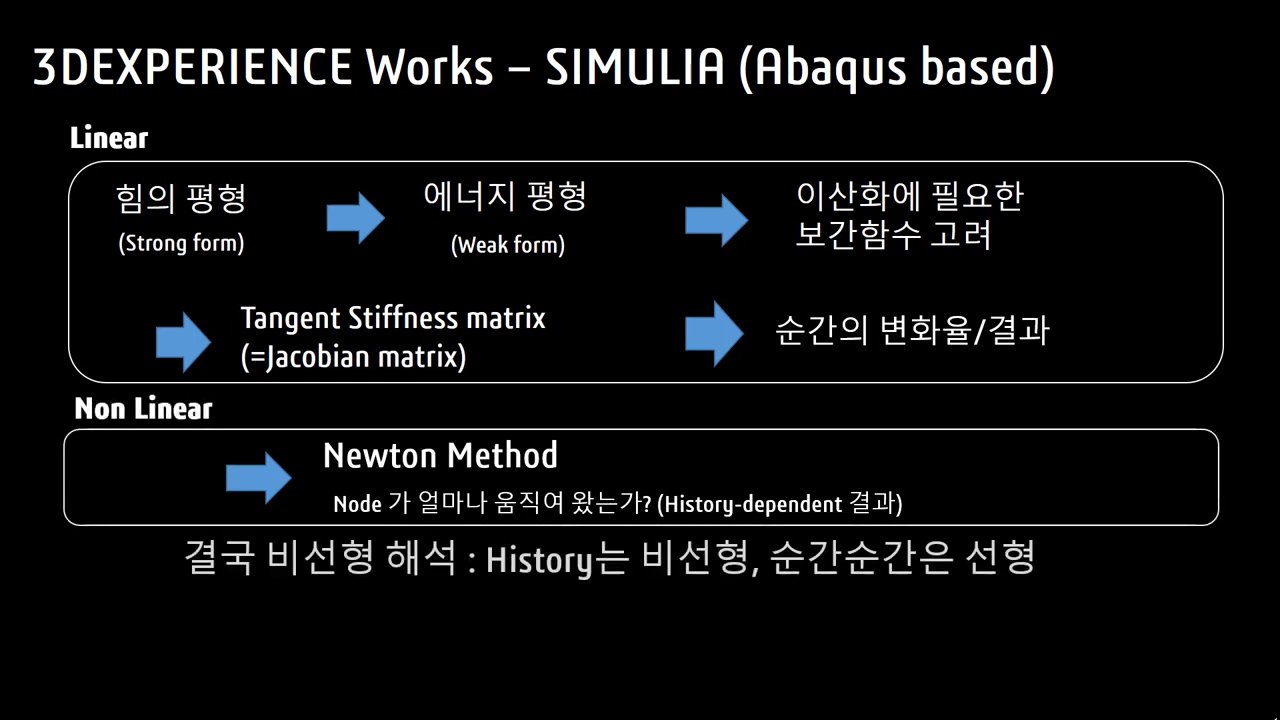 3DEXPERIENCE Works – SIMULIA (Abaqus based)
Linear
힘의 평형
(Strong form)
에너지 평형
(Weak form)
이산화에 필요한
보간함수 고려
Tangent Stiffness matrix
(=Jacobian matrix)
순간의 변화율/결과
Non Linear
Newton Method
Node 가 얼마나 움직여 왔는가? (History-dependent 결과)
결국 비선형 해석 : History는 비선형, 순간순간은 선형